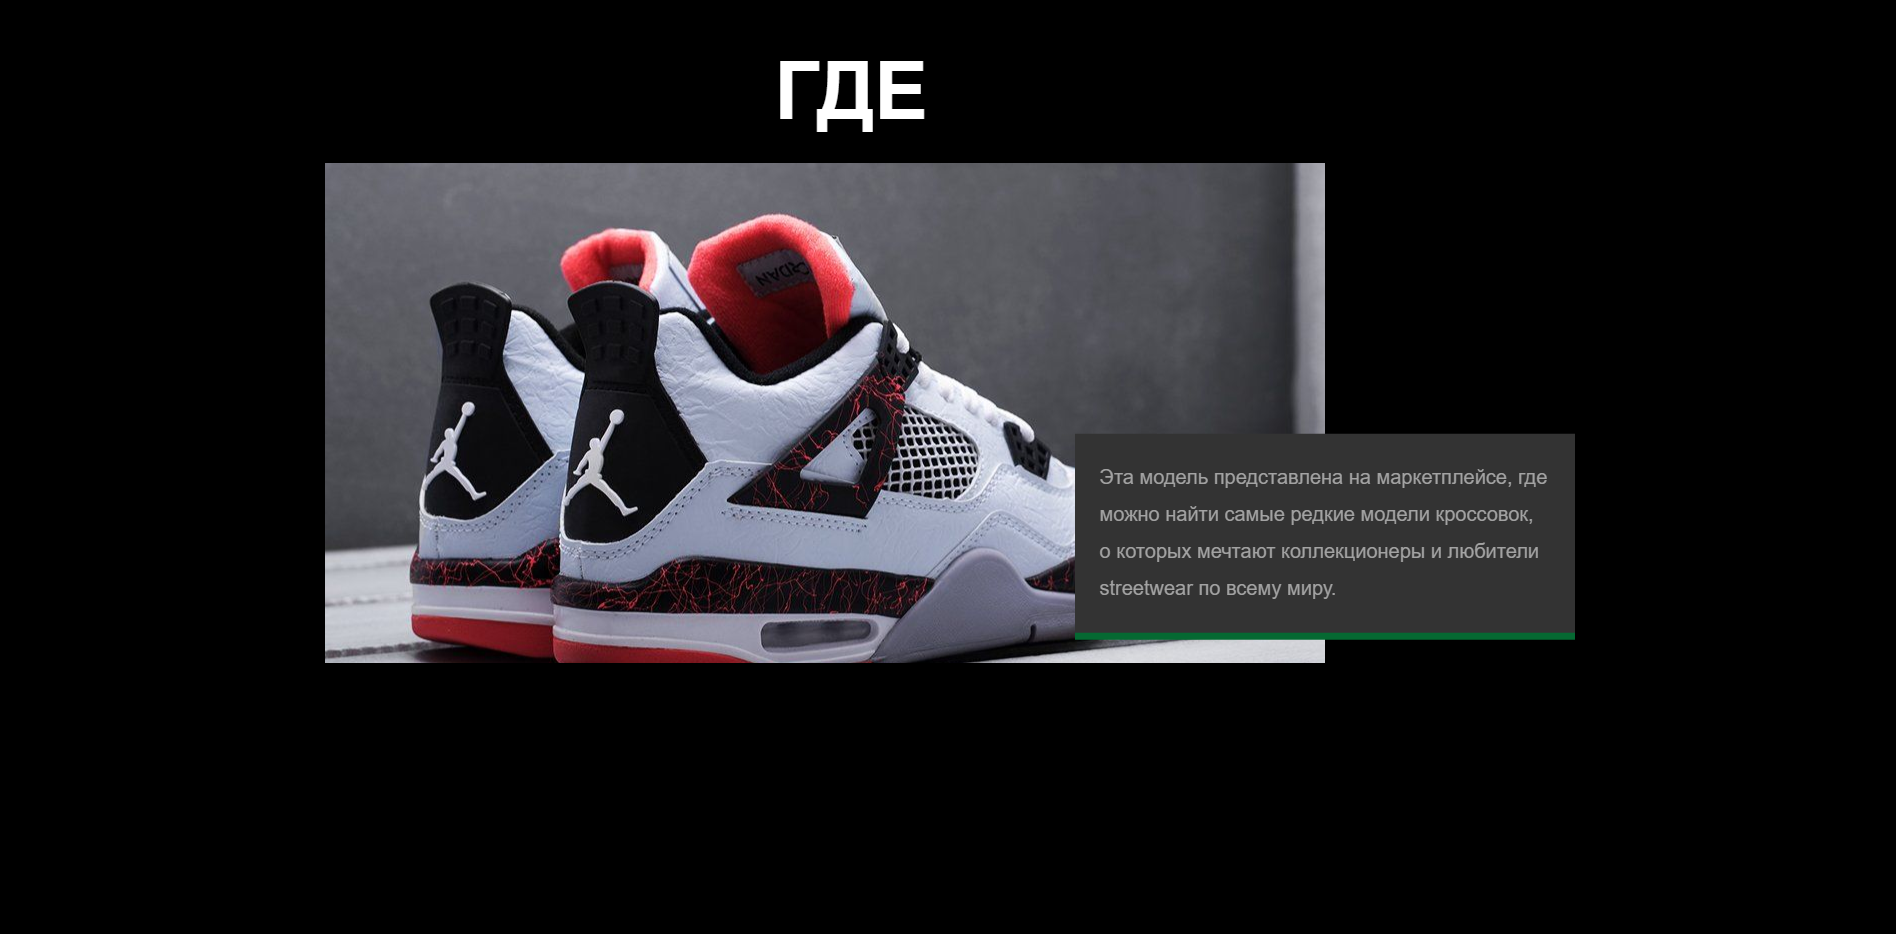 ГДЕ
Эта модель представлена на маркетплейсе, где
можно найти самые редкие модели кроссовок,
о которых мечтают коллекционеры и любители
streetwear по всему миру.